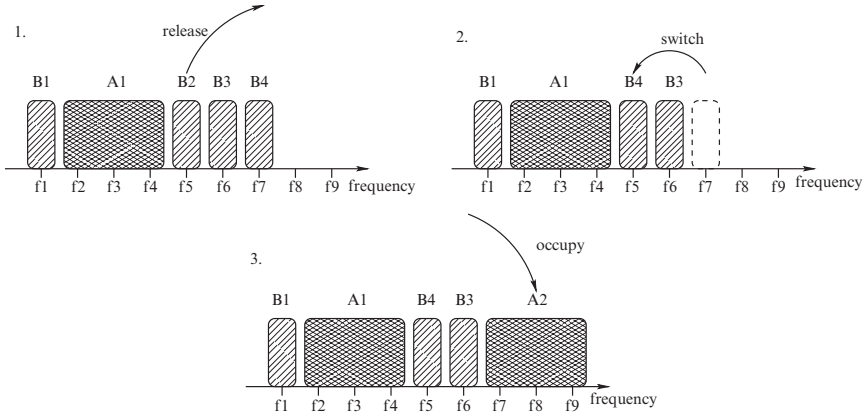 1.
release
B1 A1 B2 B3 B4
f1 f2 f3 f4 f5 f6 f7 f8 f9 frequency
2.
switch
B1 A1 B4 B3
f1 f2 f3 f4 f5 f6 f7 f8 f9 frequency
3.
occupy
B1 A1 B4 B3 A2
f1 f2 f3 f4 f5 f6 f7 f8 f9 frequency